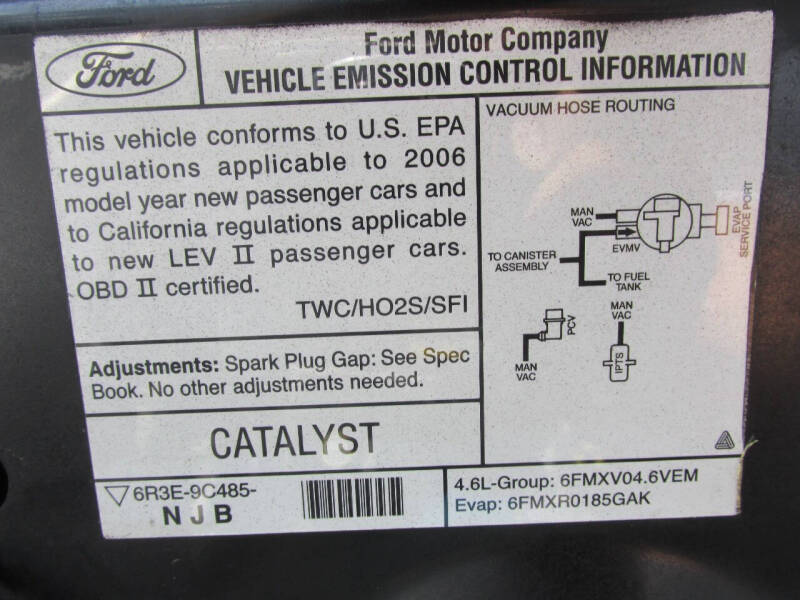 Ford
Ford Motor Company
VEHICLE EMISSION CONTROL INFORMATION
This vehicle conforms to U.S. EPA
regulations applicable to 2006
model year new passenger cars and
to California regulations applicable
to new LEV II passenger cars.
OBD II certified.
TWC/HO2S/SFI
Adjustments: Spark Plug Gap: See Spec
Book. No other adjustments needed.
CATALYST
6R3E-9C485-
N J B
VACUUM HOSE ROUTING
MAN
VAC
EVMV
EVAP
SERVICE PORT
TO CANISTER
ASSEMBLY
TO FUEL
TANK
PCV
MAN
VAC
MAN
VAC
IPTS
4.6L-Group: 6FMXV04.6VEM
Evap: 6FMXR0185GAK